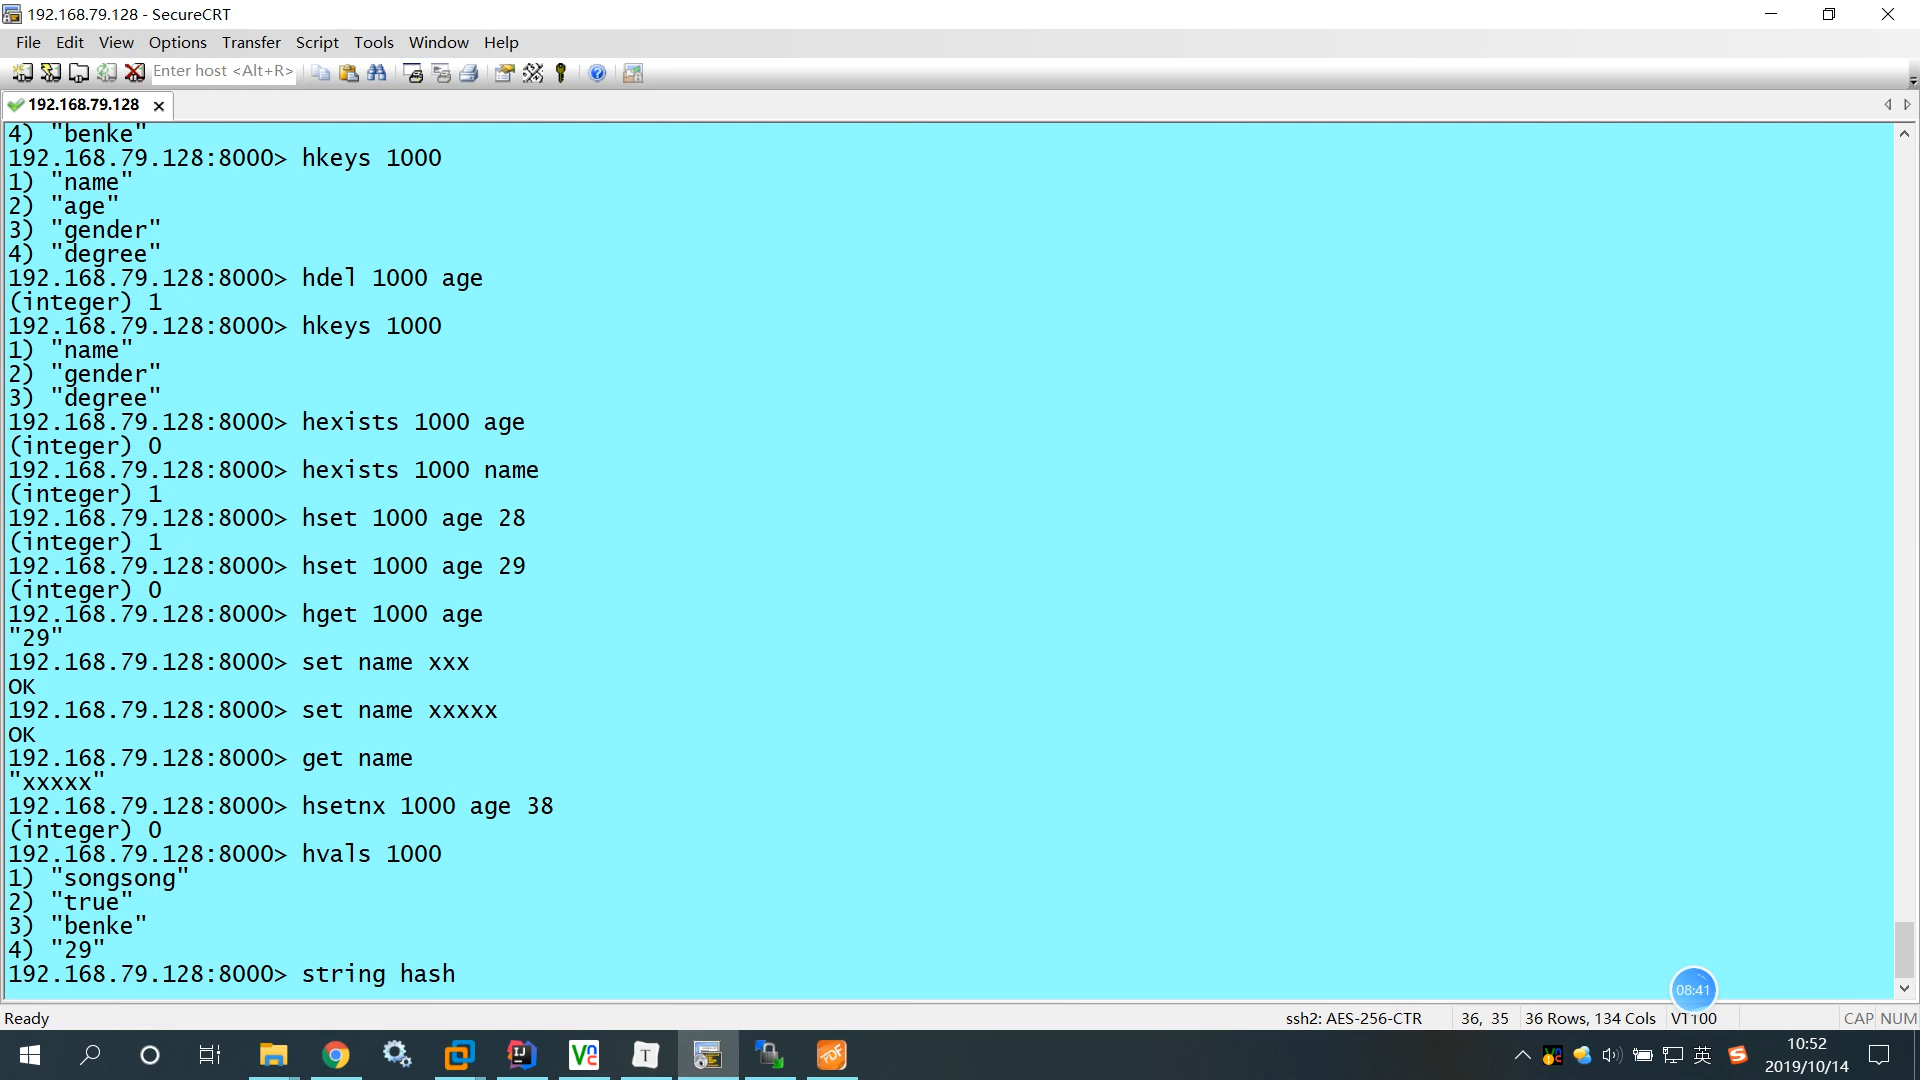 192.168.79.128 - SecureCRT
File Edit View Options Transfer Script Tools Window Help
Enter host <Alt+R>
192.168.79.128
4) "benke"
192.168.79.128:8000> hkeys 1000
1) "name"
2) "age"
3) "gender"
4) "degree"
192.168.79.128:8000> hdel 1000 age
(integer) 1
192.168.79.128:8000> hkeys 1000
1) "name"
2) "gender"
3) "degree"
192.168.79.128:8000> hexists 1000 age
(integer) 0
192.168.79.128:8000> hexists 1000 name
(integer) 1
192.168.79.128:8000> hset 1000 age 28
(integer) 1
192.168.79.128:8000> hset 1000 age 29
(integer) 0
192.168.79.128:8000> hget 1000 age
"29"
192.168.79.128:8000> set name xxx
OK
192.168.79.128:8000> set name xxxxx
OK
192.168.79.128:8000> get name
"xxxxx"
192.168.79.128:8000> hsetnx 1000 age 38
(integer) 0
192.168.79.128:8000> hvals 1000
1) "songsong"
2) "true"
3) "benke"
4) "29"
192.168.79.128:8000> string hash
08:41
Ready ssh2: AES-256-CTR 36, 35 36 Rows, 134 Cols VT100 CAP NUM
英
10:52
2019/10/14